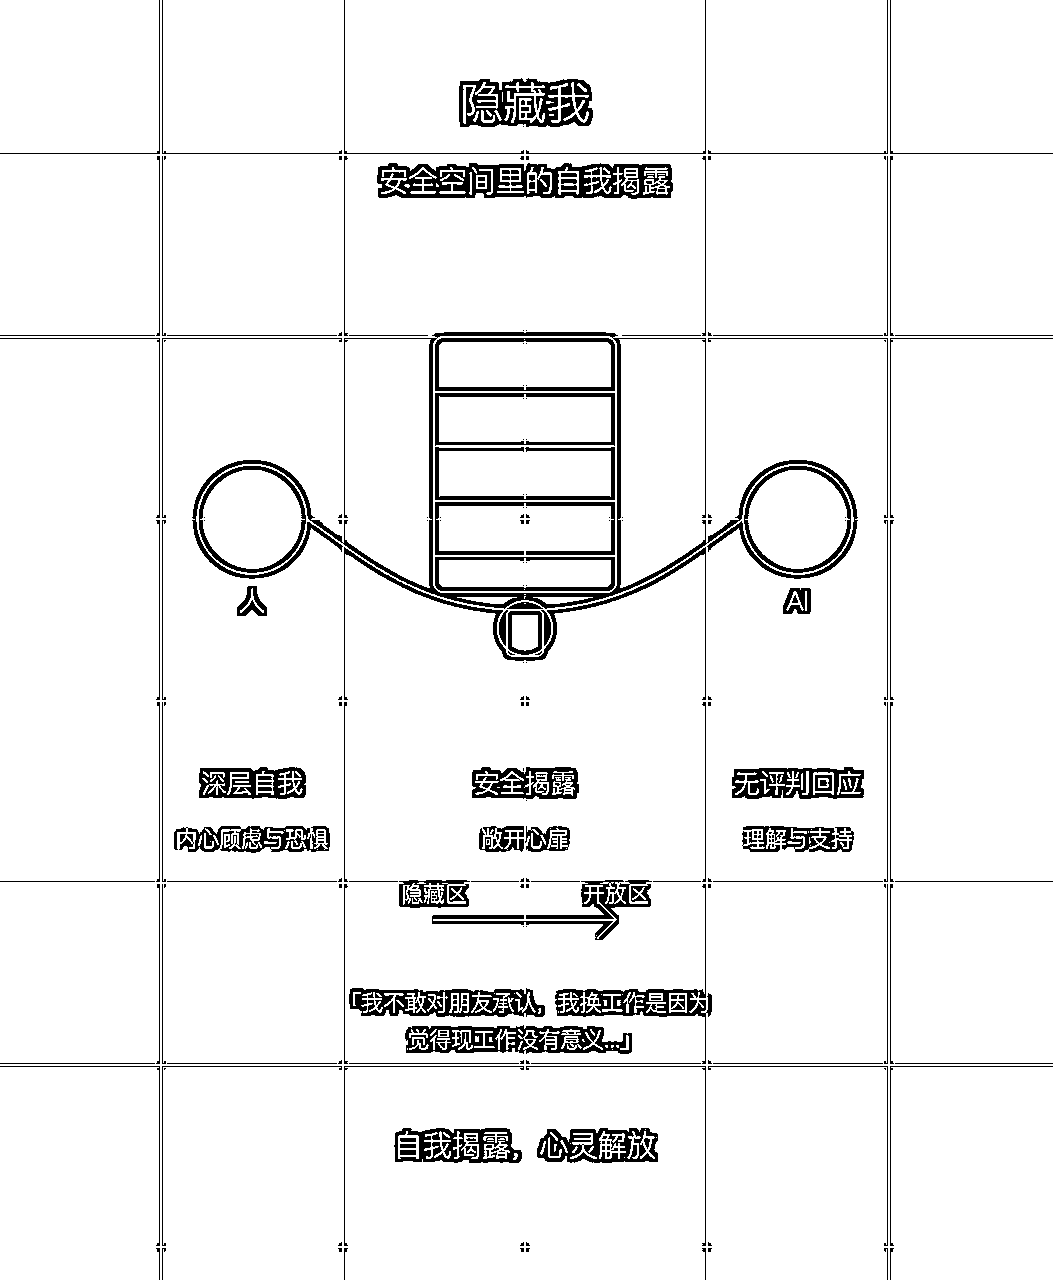 隐藏我
安全空间里的自我揭露
人
AI
深层自我
安全揭露
无评判回应
内心顾虑与恐惧
敞开心扉
理解与支持
隐藏区
开放区
「我不敢对朋友承认，我换工作是因为
觉得现工作没有意义...」
自我揭露，心灵解放